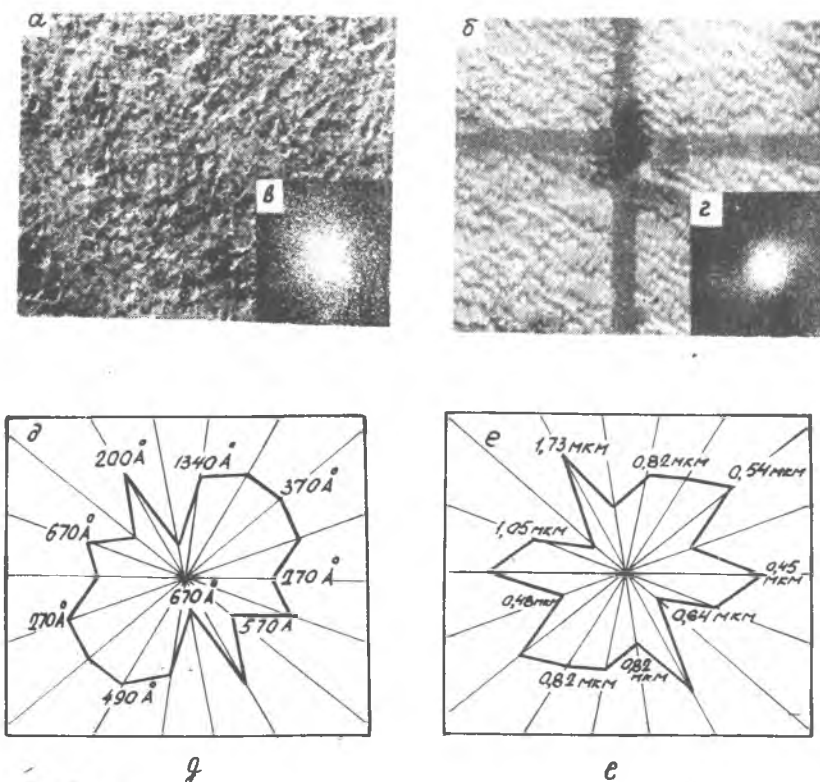 а
б
в
г
д
200 Å
1340 Å
370 Å
670 Å
270 Å
270 Å
670 Å
570 Å
490 Å
е
1,73 мкм
0,82 мкм
0,54 мкм
1,05 мкм
0,45
мкм
0,48 мкм
0,64 мкм
0,82 мкм
0,82
мкм
д
е